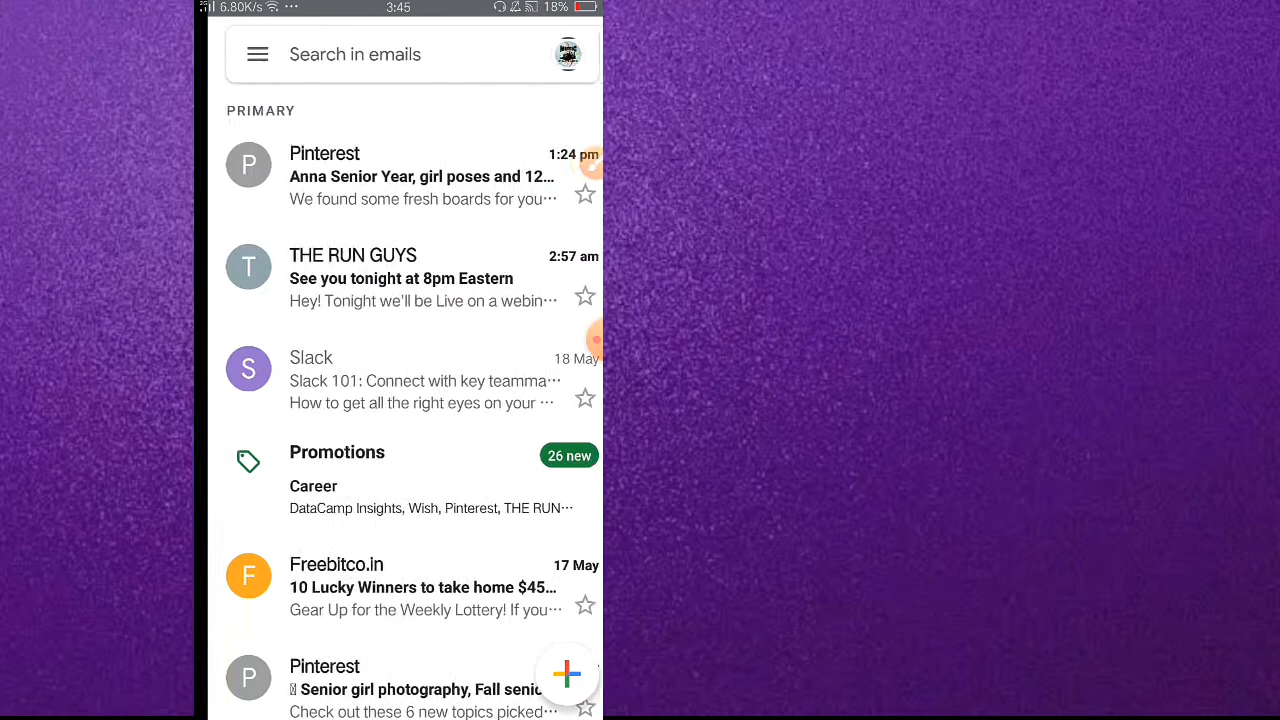 2G 6.80K/s ... 3:45 18%
Search in emails
PRIMARY
P Pinterest 1:24 pm
Anna Senior Year, girl poses and 12...
We found some fresh boards for you...
T THE RUN GUYS 2:57 am
See you tonight at 8pm Eastern
Hey! Tonight we'll be Live on a webin...
S Slack 18 May
Slack 101: Connect with key teamma...
How to get all the right eyes on your ...
Promotions 26 new
Career
DataCamp Insights, Wish, Pinterest, THE RUN...
F Freebitco.in 17 May
10 Lucky Winners to take home $45...
Gear Up for the Weekly Lottery! If you...
P Pinterest
Senior girl photography, Fall senio
Check out these 6 new topics picked...